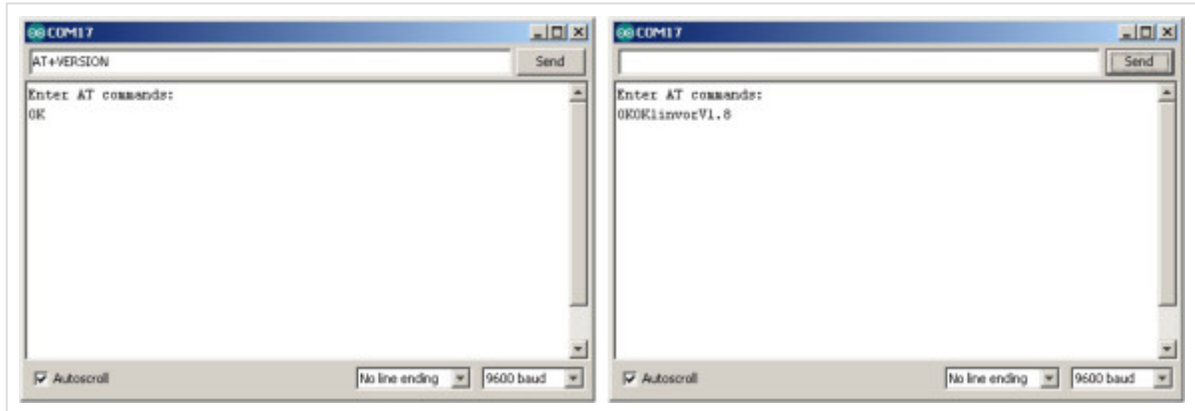 COM17
AT+VERSION
Send
Enter AT commands:
OK
Autoscroll
No line ending
9600 baud
COM17
Send
Enter AT commands:
OKOKlinvorV1.8
Autoscroll
No line ending
9600 baud